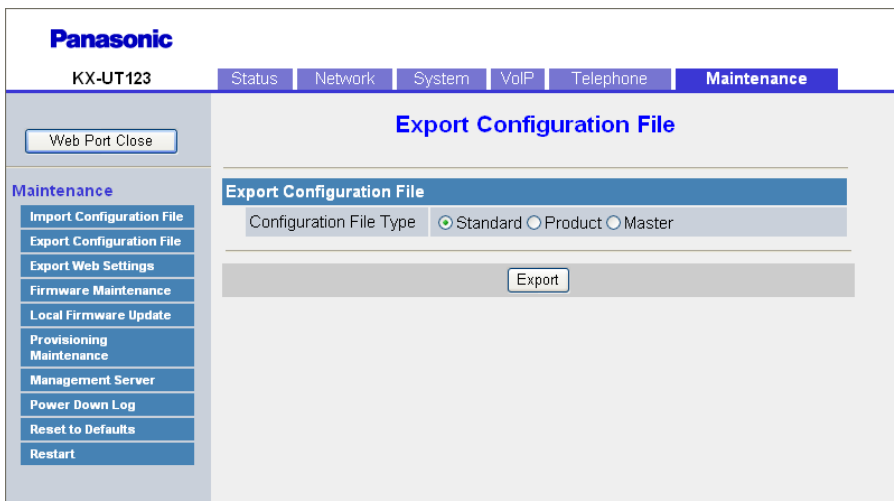 Panasonic
KX-UT123
Status Network System VoIP Telephone Maintenance
Web Port Close
Export Configuration File
Maintenance
Import Configuration File
Export Configuration File
Export Web Settings
Firmware Maintenance
Local Firmware Update
Provisioning
Maintenance
Management Server
Power Down Log
Reset to Defaults
Restart
Export Configuration File
Configuration File Type Standard Product Master
Export